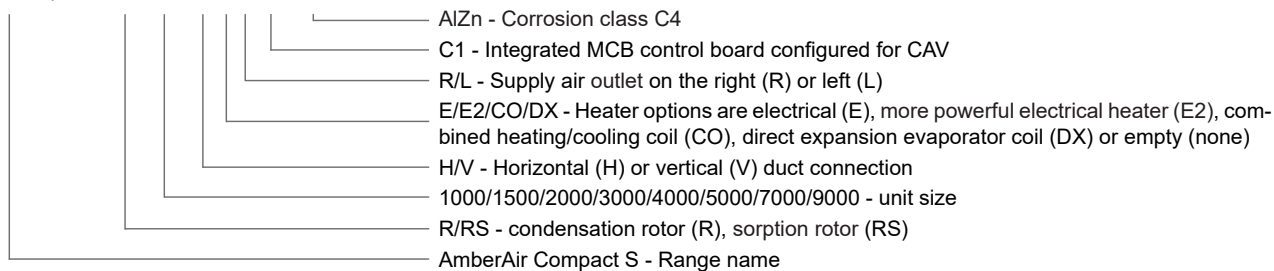 AlZn - Corrosion class C4
C1 - Integrated MCB control board configured for CAV
R/L - Supply air outlet on the right (R) or left (L)
E/E2/CO/DX - Heater options are electrical (E), more powerful electrical heater (E2), com-
bined heating/cooling coil (CO), direct expansion evaporator coil (DX) or empty (none)
H/V - Horizontal (H) or vertical (V) duct connection
1000/1500/2000/3000/4000/5000/7000/9000 - unit size
R/RS - condensation rotor (R), sorption rotor (RS)
AmberAir Compact S - Range name